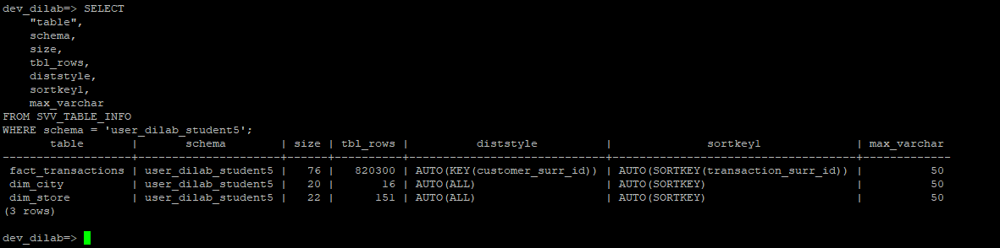 dev_dilab=> SELECT
    "table",
    schema,
    size,
    tbl_rows,
    diststyle,
    sortkey1,
    max_varchar
FROM SVV_TABLE_INFO
WHERE schema = 'user_dilab_student5';
       table       |       schema        | size | tbl_rows |          diststyle           |              sortkey1               | max_varchar
-------------------+---------------------+------+----------+------------------------------+-------------------------------------+-------------
 fact_transactions | user_dilab_student5 |   76 |   820300 | AUTO(KEY(customer_surr_id)) | AUTO(SORTKEY(transaction_surr_id)) |          50
 dim_city          | user_dilab_student5 |   20 |       16 | AUTO(ALL)                    | AUTO(SORTKEY)                       |          50
 dim_store         | user_dilab_student5 |   22 |      151 | AUTO(ALL)                    | AUTO(SORTKEY)                       |          50
(3 rows)

dev_dilab=>